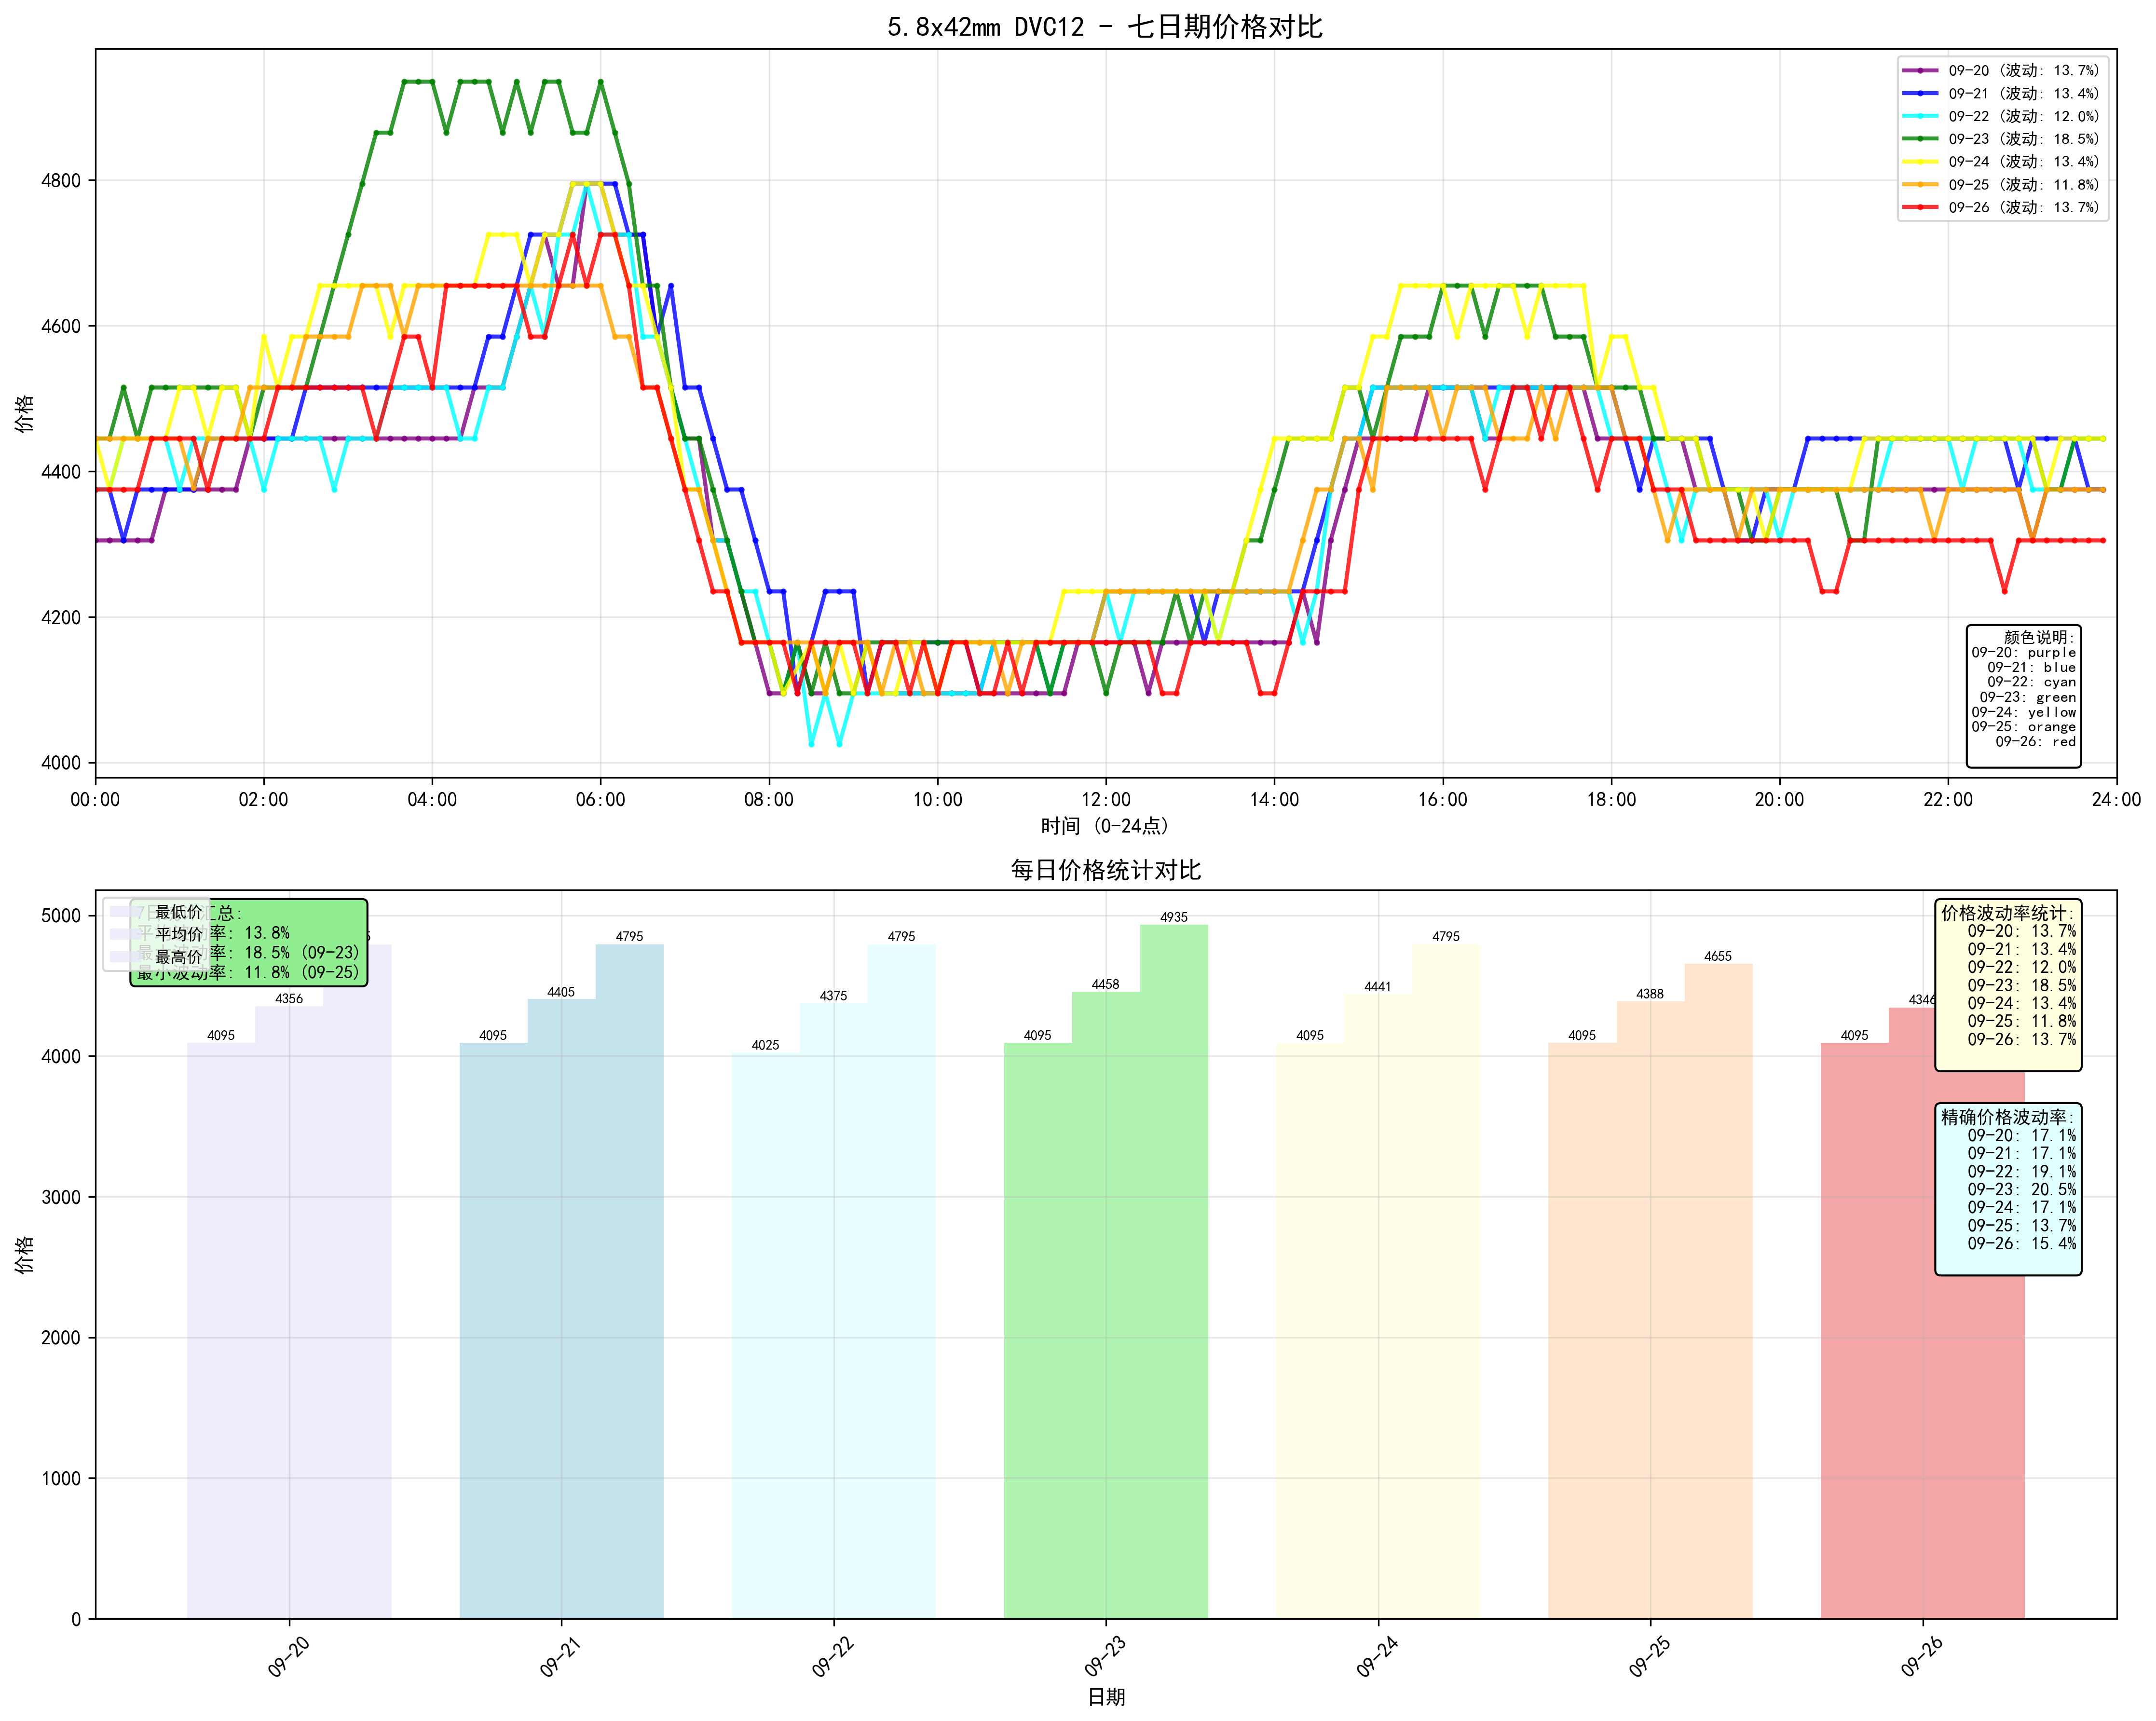 5.8x42mm DVC12 - 七日期价格对比
09-20 (波动: 13.7%)
09-21 (波动: 13.4%)
09-22 (波动: 12.0%)
09-23 (波动: 18.5%)
09-24 (波动: 13.4%)
09-25 (波动: 11.8%)
09-26 (波动: 13.7%)
价格
4800
4600
4400
4200
4000
颜色说明:
09-20: purple
09-21: blue
09-22: cyan
09-23: green
09-24: yellow
09-25: orange
09-26: red
00:00 02:00 04:00 06:00 08:00 10:00 12:00 14:00 16:00 18:00 20:00 22:00 24:00
时间 (0-24点)
每日价格统计对比
价格
5000
4000
3000
2000
1000
0
最低价
平均价
最高价
汇总:
率: 13.8%
率: 18.5% (09-23)
最小波动率: 11.8% (09-25)
4095 4356
4095 4405 4795
4025 4375 4795
4095 4458 4935
4095 4441 4795
4095 4388 4655
4095 4346
价格波动率统计:
09-20: 13.7%
09-21: 13.4%
09-22: 12.0%
09-23: 18.5%
09-24: 13.4%
09-25: 11.8%
09-26: 13.7%
精确价格波动率:
09-20: 17.1%
09-21: 17.1%
09-22: 19.1%
09-23: 20.5%
09-24: 17.1%
09-25: 13.7%
09-26: 15.4%
09-20 09-21 09-22 09-23 09-24 09-25 09-26
日期